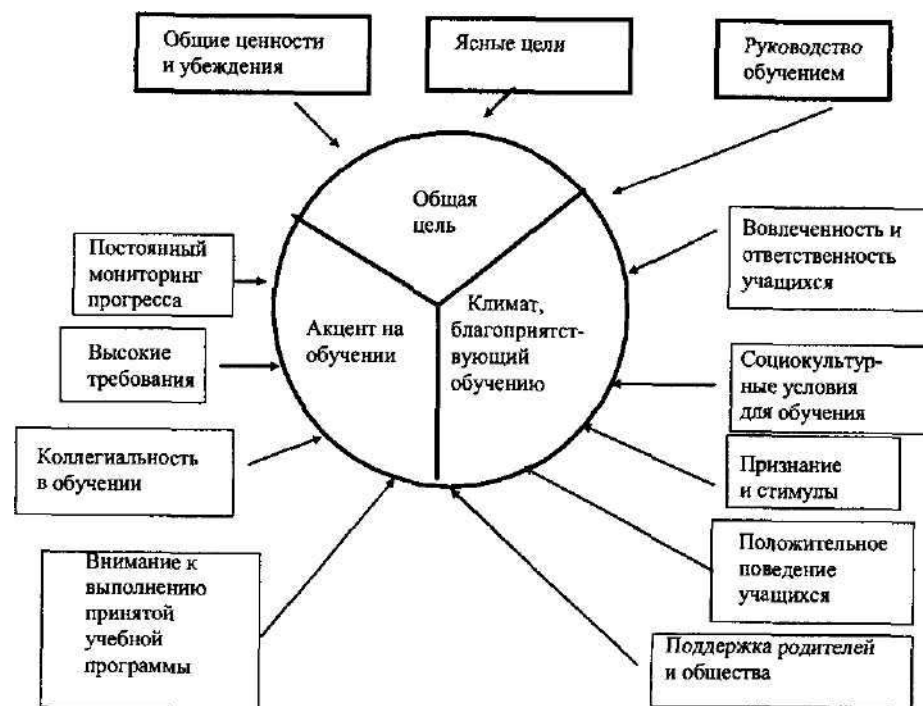 Общие ценности
и убеждения
Ясные цели
Руководство
обучением
Общая
цель
Постоянный
мониторинг
прогресса
Вовлеченность и
ответственность
учащихся
Акцент на
обучении
Климат,
благоприятст-
вующий
обучению
Высокие
требования
Социокультур-
ные условия
для обучения
Коллегиальность
в обучении
Признание
и стимулы
Внимание к
выполнению
принятой
учебной
программы
Положительное
поведение
учащихся
Поддержка родителей
и общества